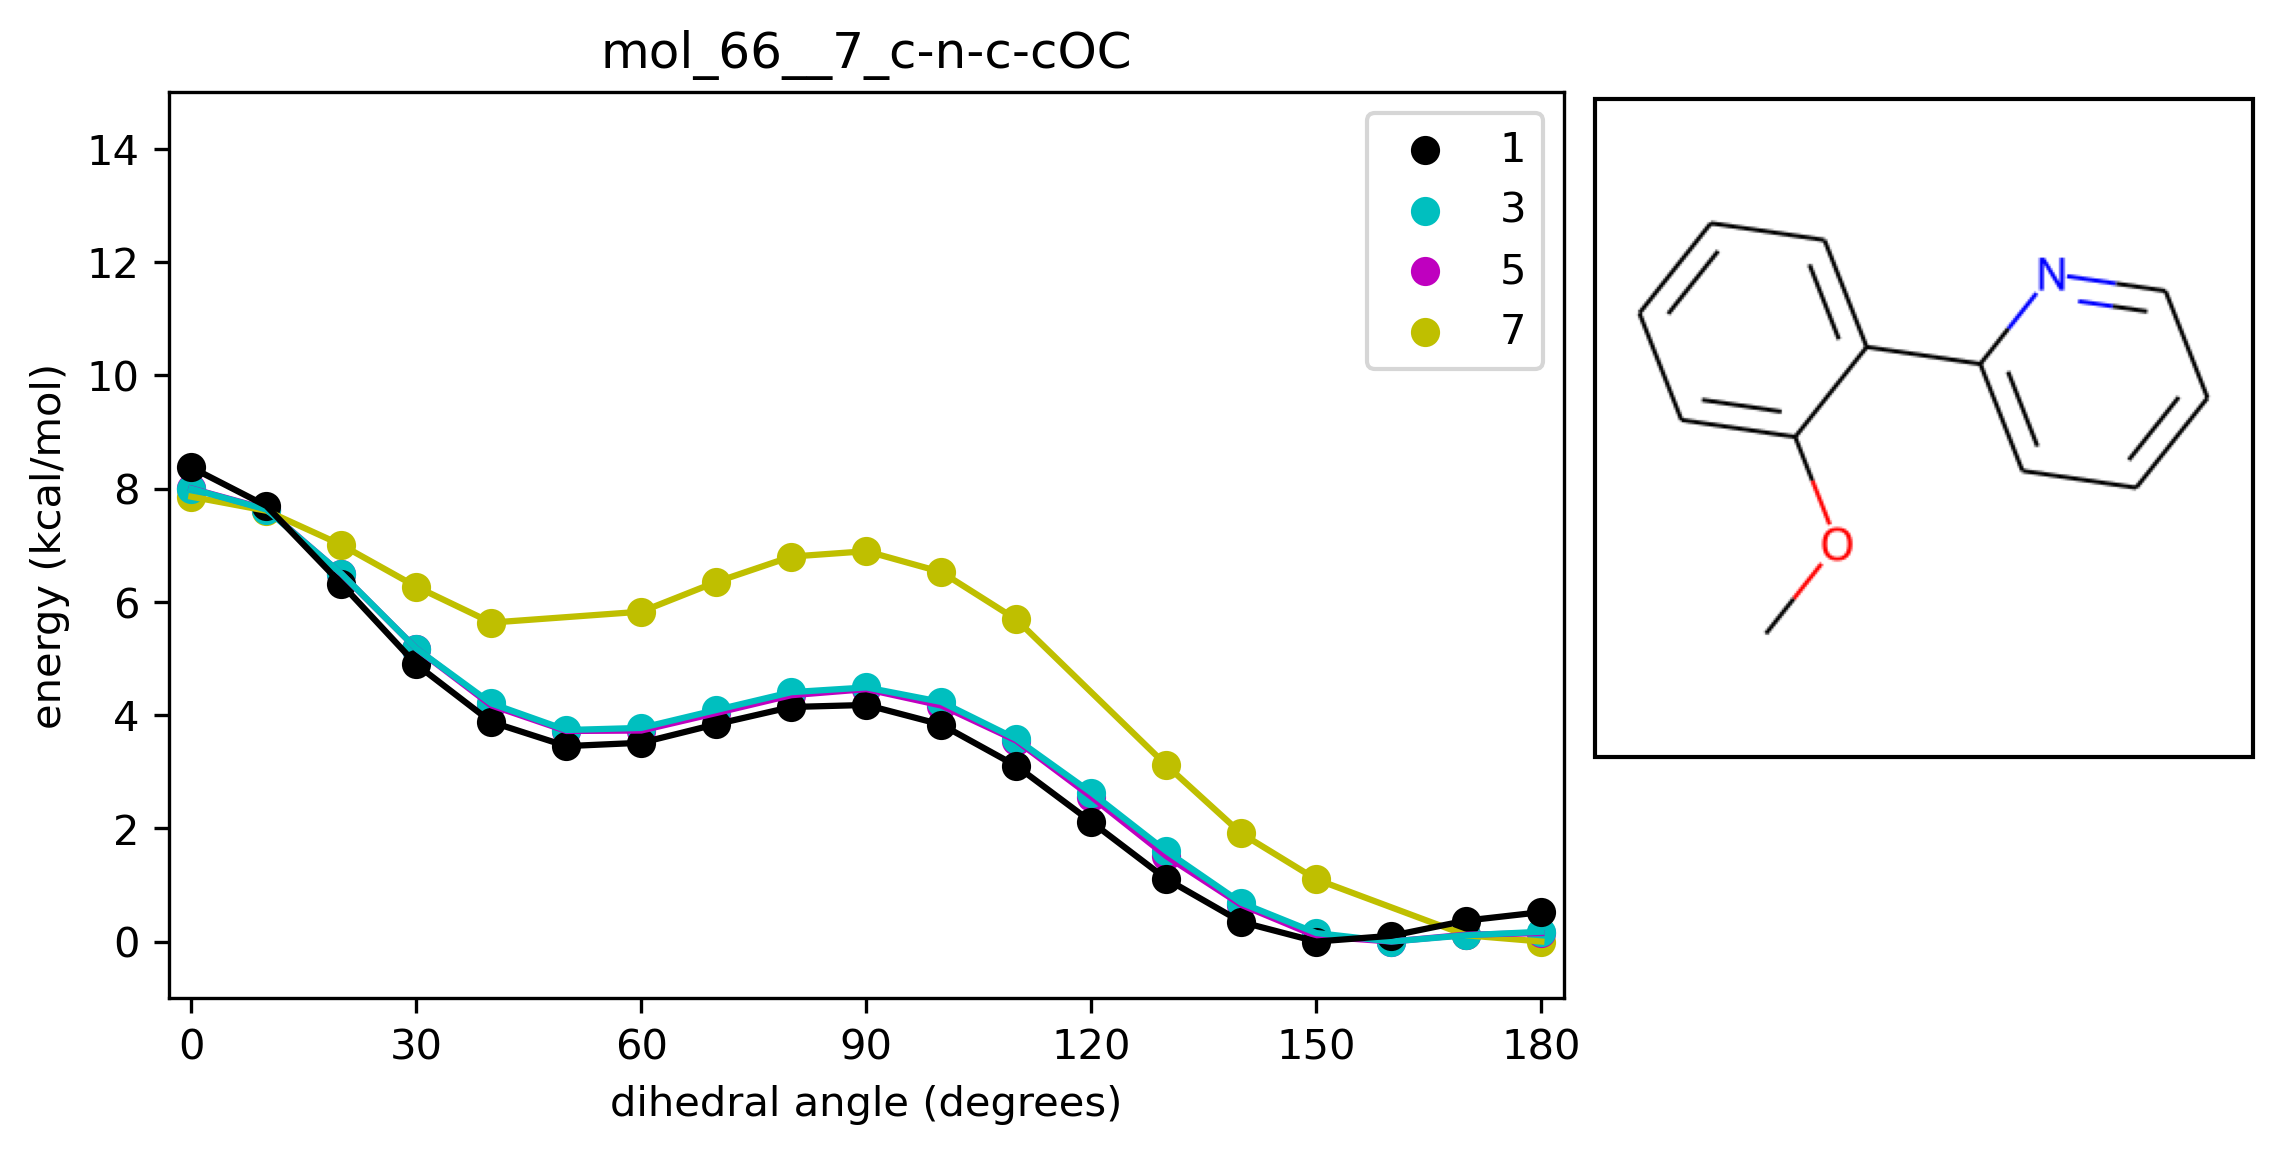 mol_66__7_c-n-c-cOC
energy (kcal/mol)
14
12
10
8
6
4
2
0
0 30 60 90 120 150 180
dihedral angle (degrees)
1
3
5
7
N
O